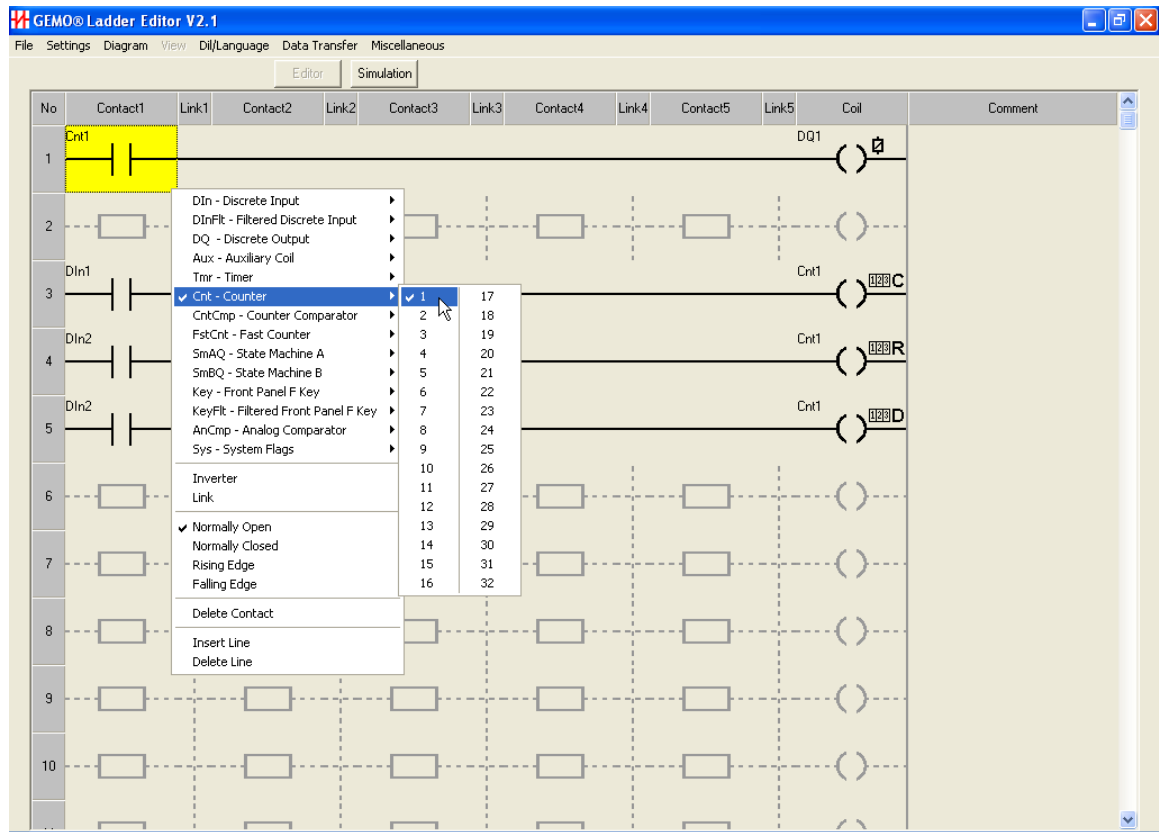 GEMO® Ladder Editor V2.1
File Settings Diagram View Dil/Language Data Transfer Miscellaneous
Editor Simulation
No Contact1 Link1 Contact2 Link2 Contact3 Link3 Contact4 Link4 Contact5 Link5 Coil Comment
Cnt1 DQ1
1
DIn - Discrete Input
DInFlt - Filtered Discrete Input
2
DQ - Discrete Output
Aux - Auxiliary Coil
DIn1 Tmr - Timer Cnt1
3 Cnt - Counter 1 17 123 C
CntCmp - Counter Comparator 2 18
DIn2 FstCnt - Fast Counter 3 19 Cnt1
4 SmAQ - State Machine A 4 20 123 R
SmBQ - State Machine B 5 21
Key - Front Panel F Key 6 22
DIn2 KeyFlt - Filtered Front Panel F Key 7 23 Cnt1
5 AnCmp - Analog Comparator 8 24 123 D
Sys - System Flags 9 25
10 26
Inverter 11 27
6 Link 12 28
Normally Open 13 29
Normally Closed 14 30
7 Rising Edge 15 31
Falling Edge 16 32
Delete Contact
8
Insert Line
Delete Line
9
10